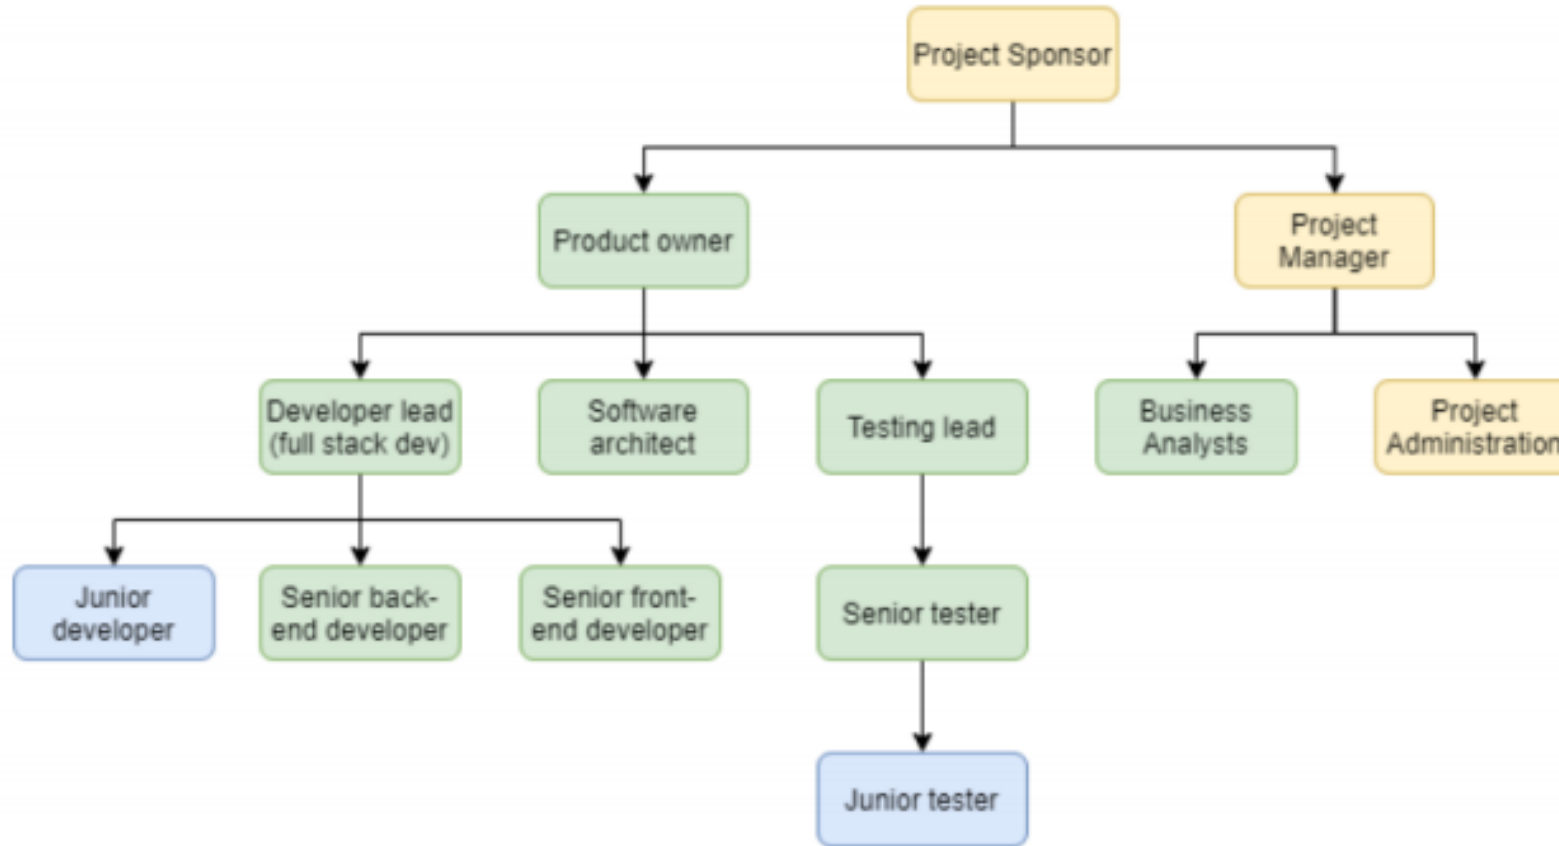 Project Sponsor
Product owner
Project
Manager
Developer lead
(full stack dev)
Software
architect
Testing lead
Business
Analysts
Project
Administration
Junior
developer
Senior back-
end developer
Senior front-
end developer
Senior tester
Junior tester